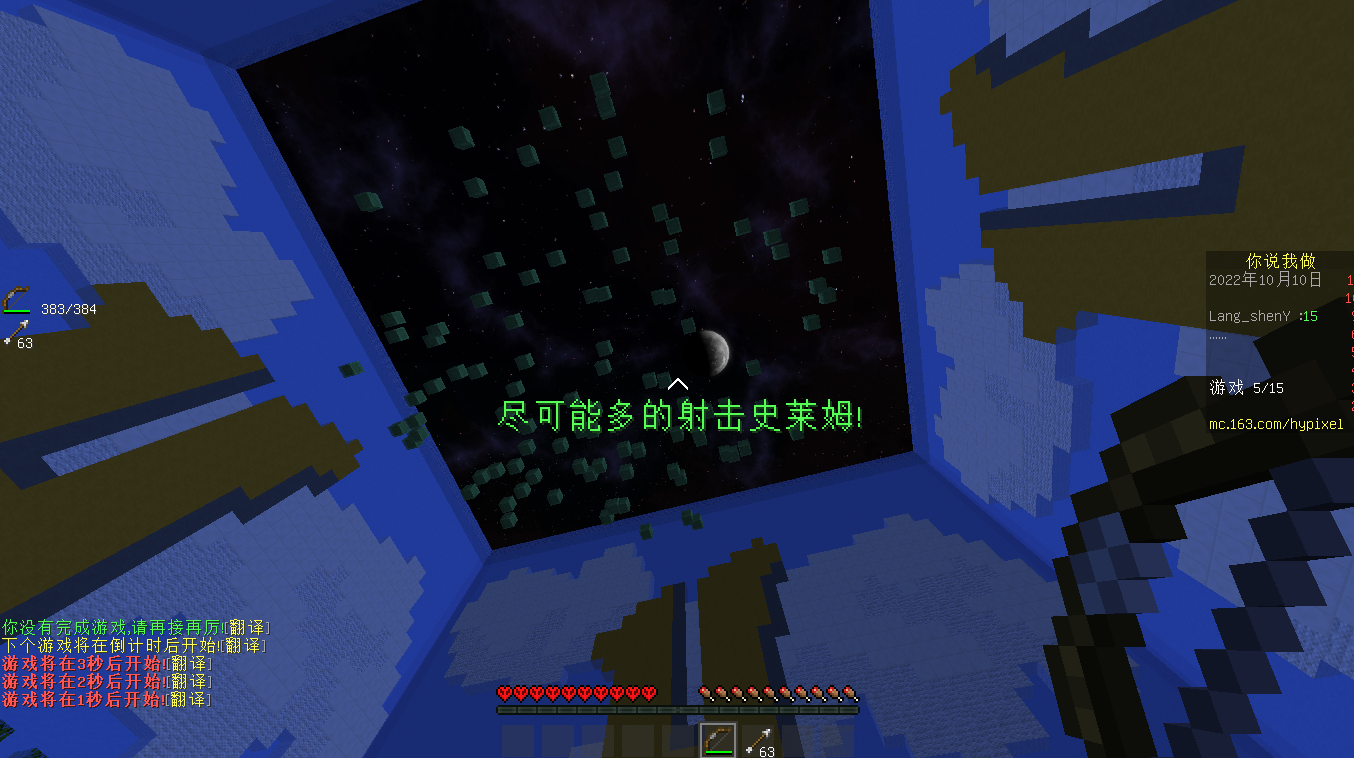 尽可能多的射击史莱姆!
383/384
63
你说我做
2022年10月10日
Lang_shenY :15
......
游戏 5/15
mc.163.com/hypixel
你没有完成游戏,请再接再厉![翻译]
下个游戏将在倒计时后开始![翻译]
游戏将在3秒后开始![翻译]
游戏将在2秒后开始![翻译]
游戏将在1秒后开始![翻译]
63